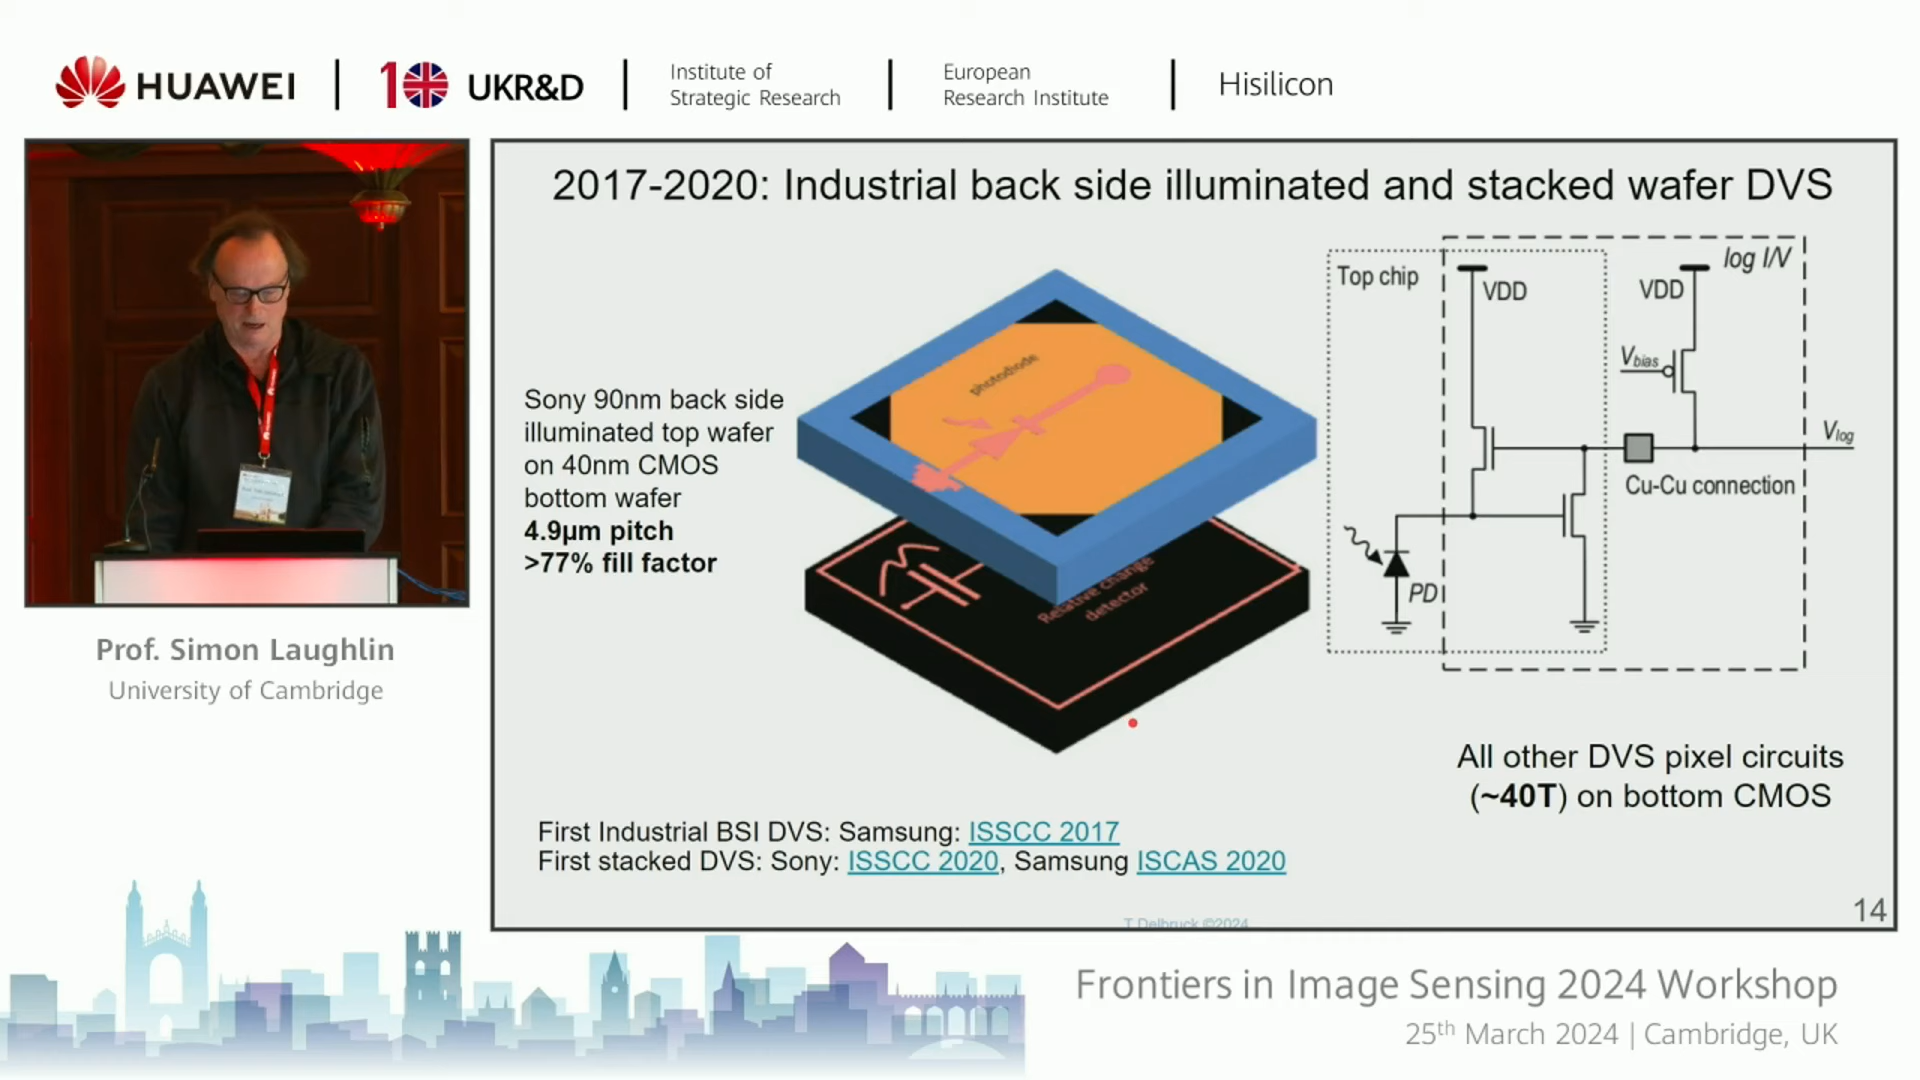 HUAWEI
10 UKR&D
Institute of
Strategic Research
European
Research Institute
Hisilicon
2017-2020: Industrial back side illuminated and stacked wafer DVS
Sony 90nm back side
illuminated top wafer
on 40nm CMOS
bottom wafer
4.9µm pitch
>77% fill factor
photodiode
Relative change
detector
Top chip
log I/V
VDD
VDD
Vbias
Vlog
Cu-Cu connection
PD
All other DVS pixel circuits
(~40T) on bottom CMOS
First Industrial BSI DVS: Samsung: ISSCC 2017
First stacked DVS: Sony: ISSCC 2020, Samsung ISCAS 2020
T Delbruck ©2024
14
Prof. Simon Laughlin
University of Cambridge
Frontiers in Image Sensing 2024 Workshop
25th March 2024 | Cambridge, UK